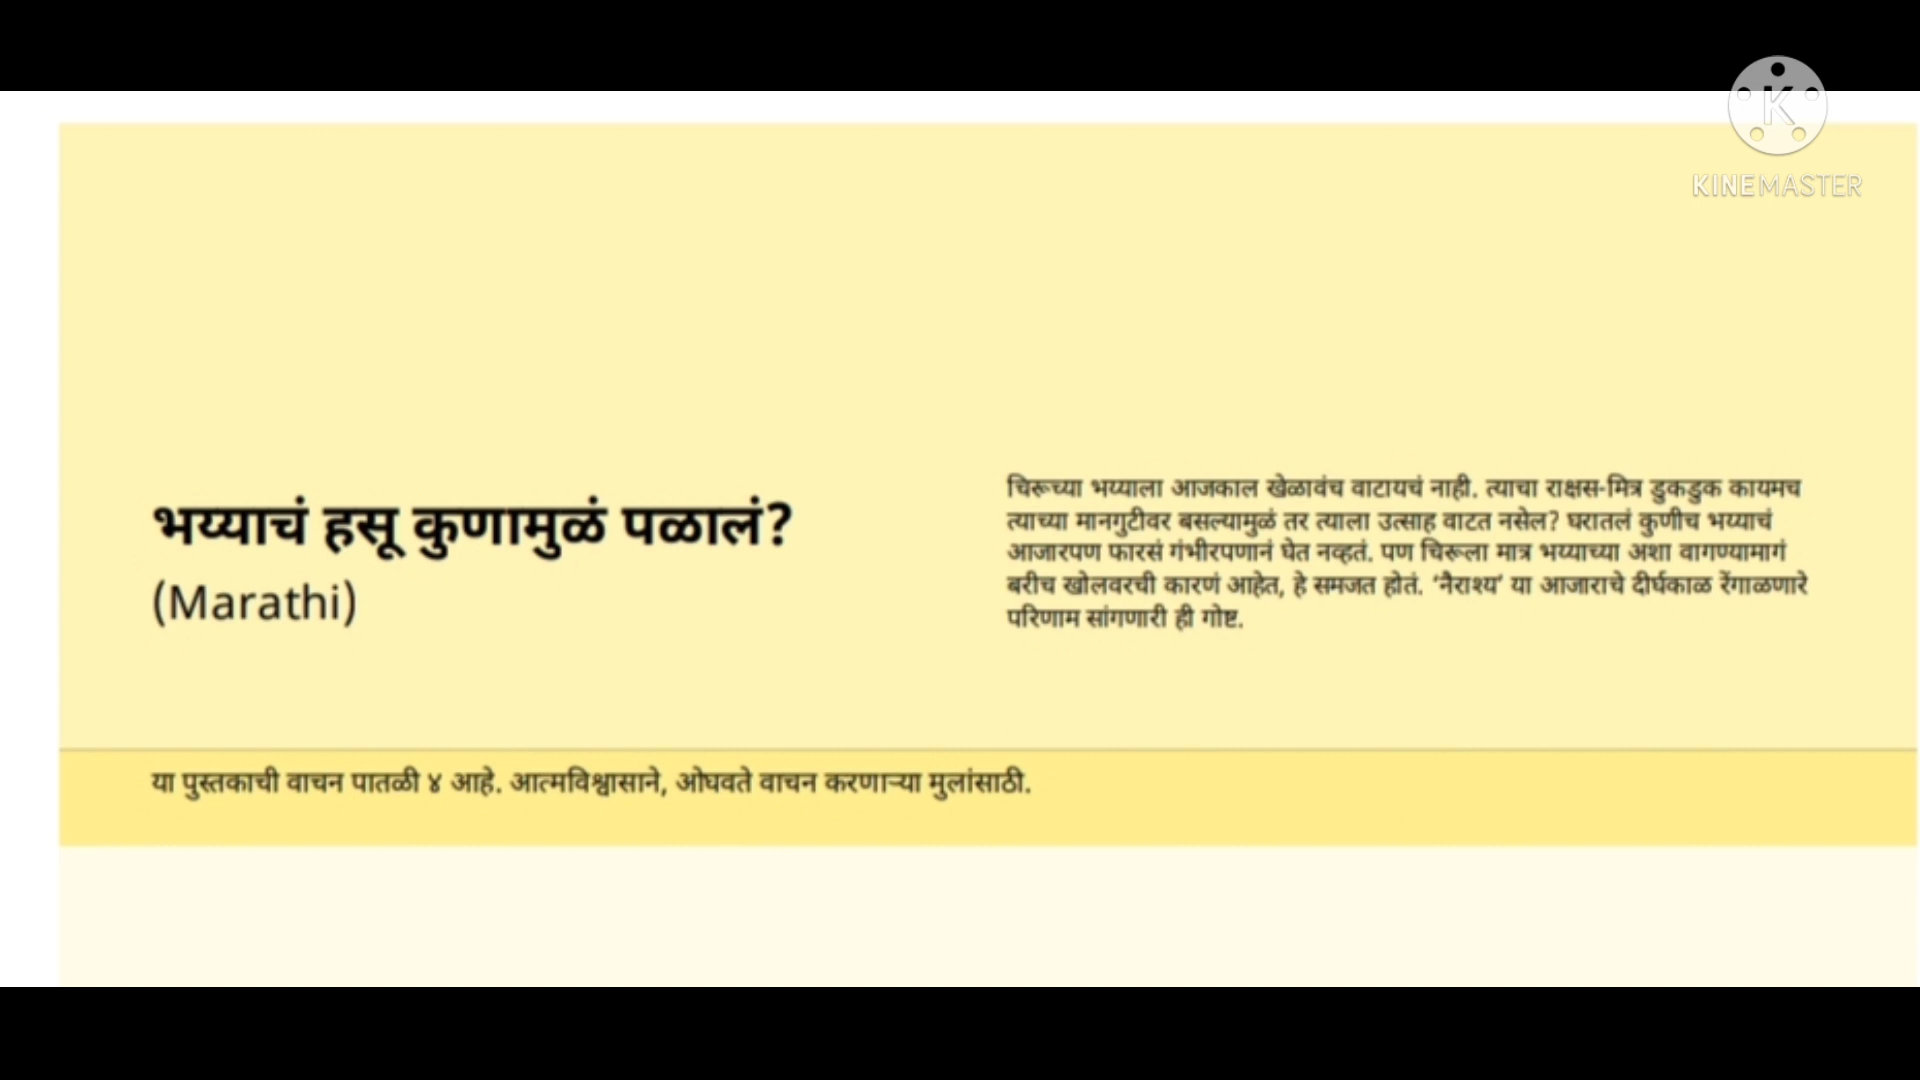 K
KINEMASTER
भय्याचं हसू कुणामुळं पळालं?
(Marathi)
चिरूच्या भय्याला आजकाल खेळावंच वाटायचं नाही. त्याचा राक्षस-मित्र डुकडुक कायमच
त्याच्या मानगुटीवर बसल्यामुळं तर त्याला उत्साह वाटत नसेल? घरातलं कुणीच भय्याचं
आजारपण फारसं गंभीरपणानं घेत नव्हतं. पण चिरूला मात्र भय्याच्या अशा वागण्यामागं
बरीच खोलवरची कारणं आहेत, हे समजत होतं. ‘नैराश्य’ या आजाराचे दीर्घकाळ रेंगाळणारे
परिणाम सांगणारी ही गोष्ट.
या पुस्तकाची वाचन पातळी ४ आहे. आत्मविश्वासाने, ओघवते वाचन करणाऱ्या मुलांसाठी.